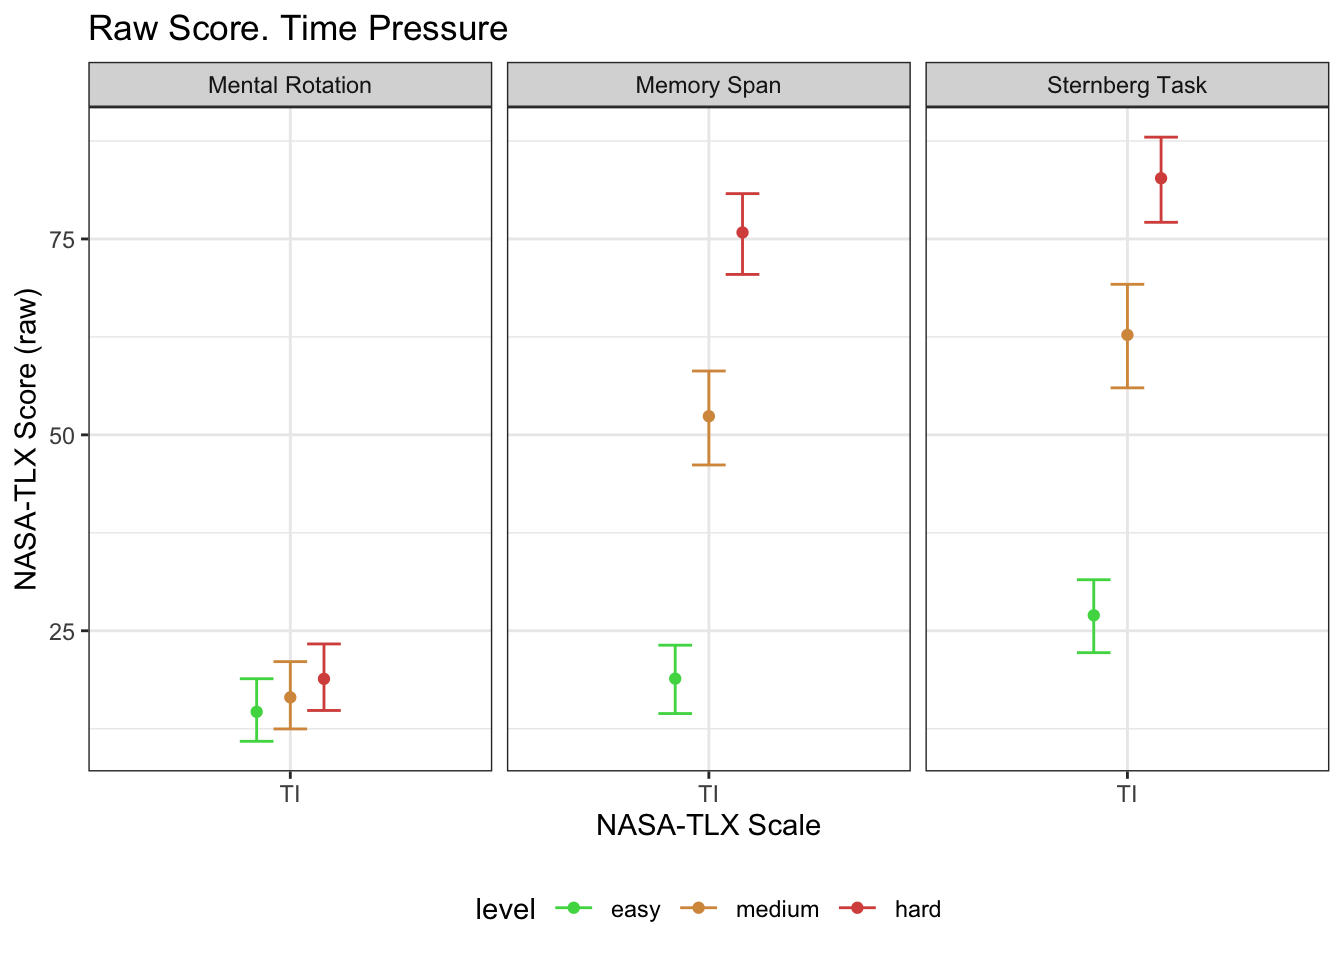 Raw Score. Time Pressure
Mental Rotation
Memory Span
Sternberg Task
NASA-TLX Score (raw)
75
50
25
TI
TI
TI
NASA-TLX Scale
level easy medium hard